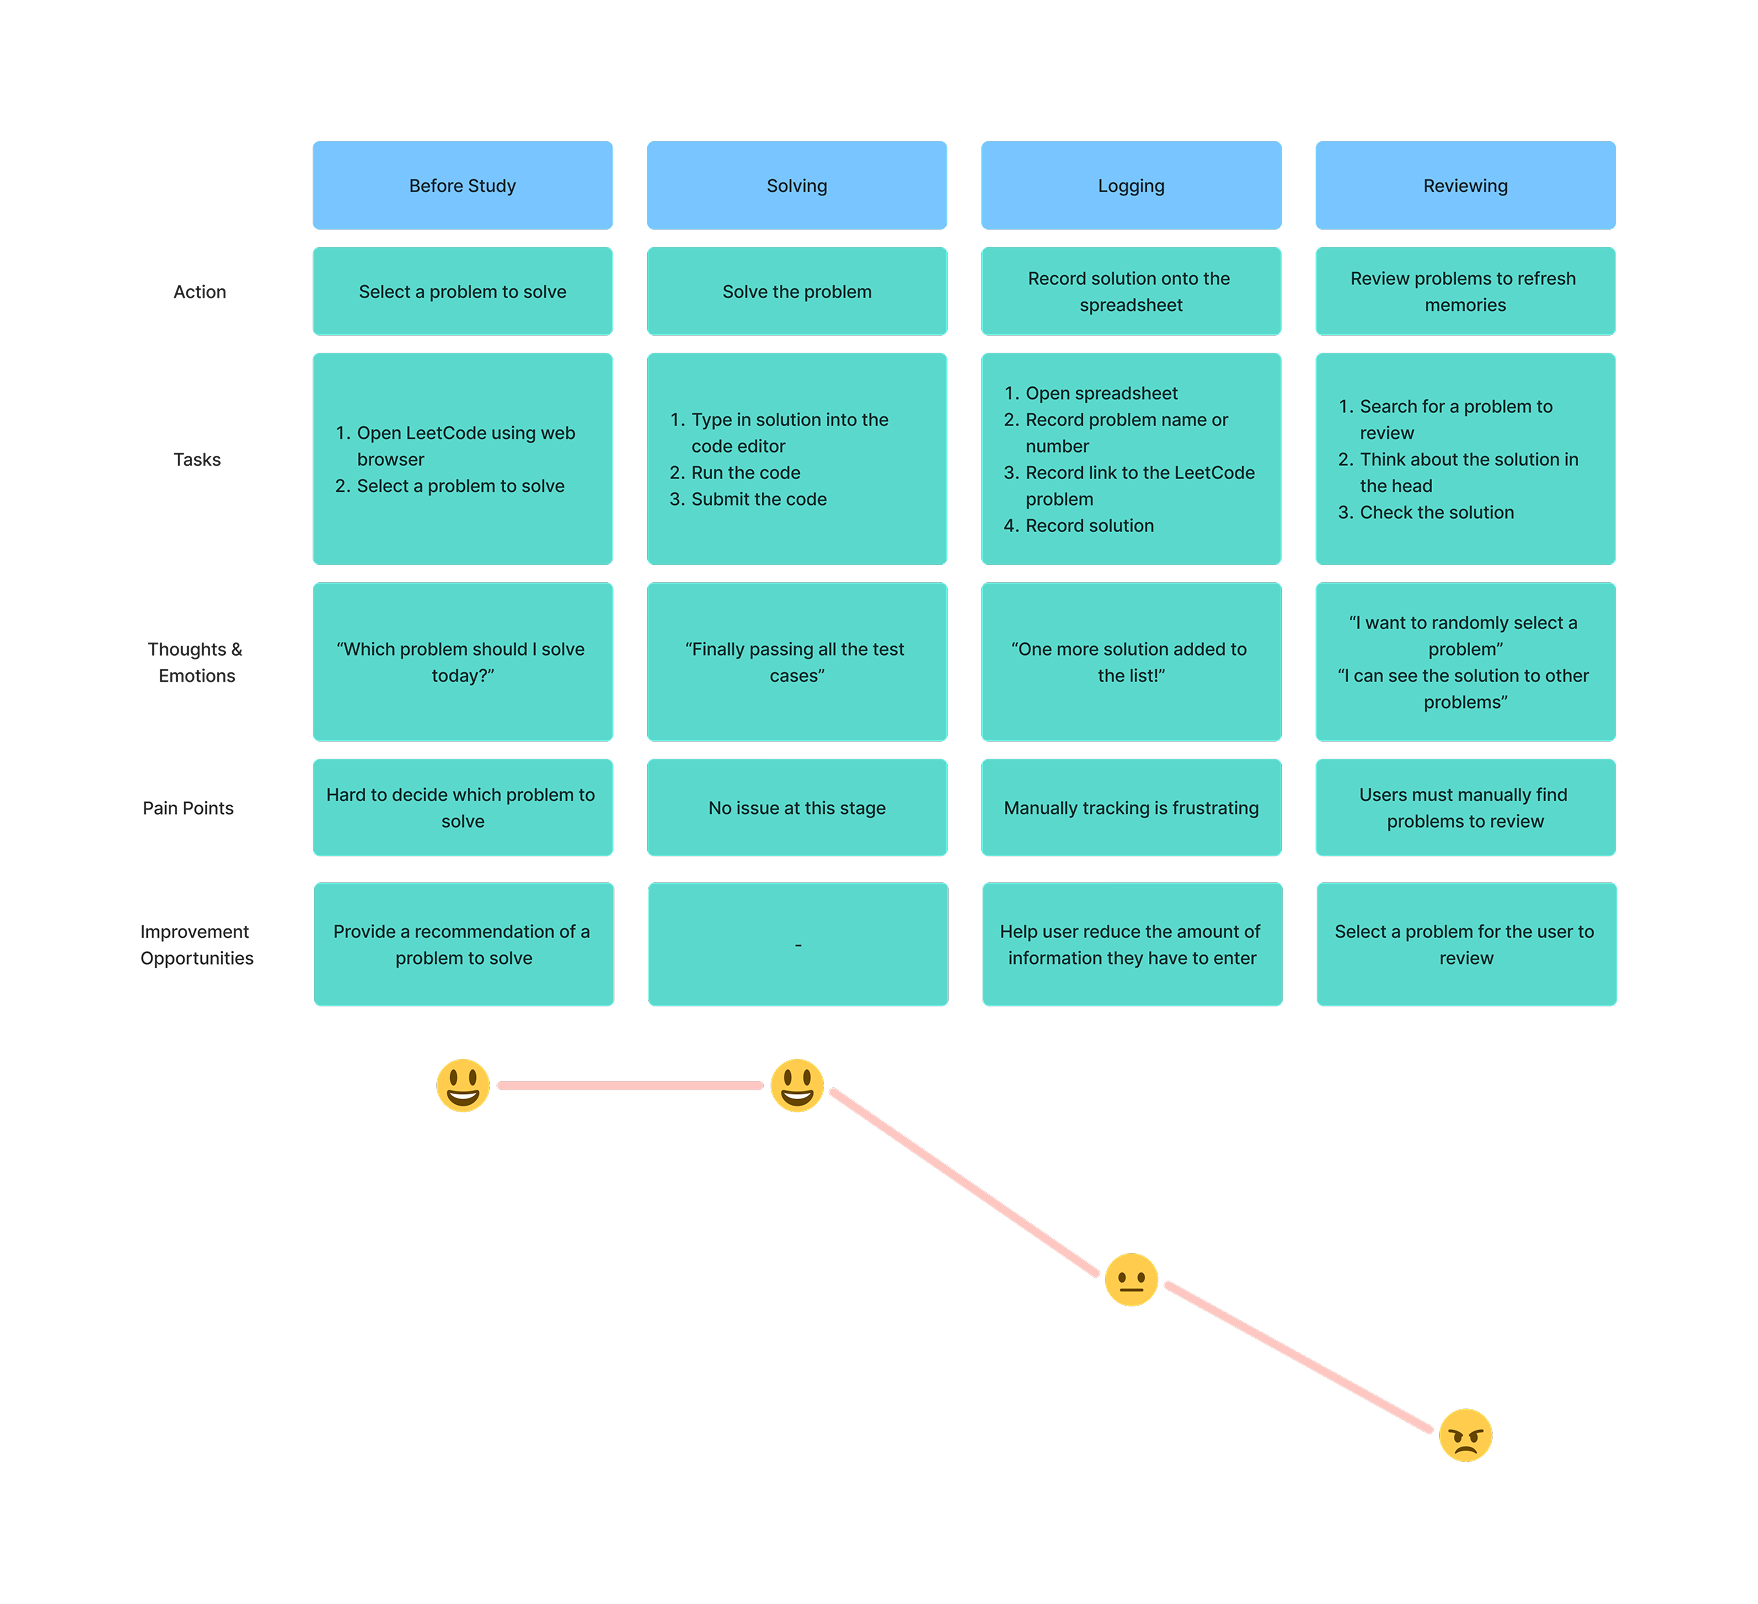 Before Study
Solving
Logging
Reviewing
Action
Select a problem to solve
Solve the problem
Record solution onto the
spreadsheet
Review problems to refresh
memories
Tasks
1. Open LeetCode using web
browser
2. Select a problem to solve
1. Type in solution into the
code editor
2. Run the code
3. Submit the code
1. Open spreadsheet
2. Record problem name or
number
3. Record link to the LeetCode
problem
4. Record solution
1. Search for a problem to
review
2. Think about the solution in
the head
3. Check the solution
Thoughts &
Emotions
“Which problem should I solve
today?”
“Finally passing all the test
cases”
“One more solution added to
the list!”
“I want to randomly select a
problem”
“I can see the solution to other
problems”
Pain Points
Hard to decide which problem to
solve
No issue at this stage
Manually tracking is frustrating
Users must manually find
problems to review
Improvement
Opportunities
Provide a recommendation of a
problem to solve
-
Help user reduce the amount of
information they have to enter
Select a problem for the user to
review